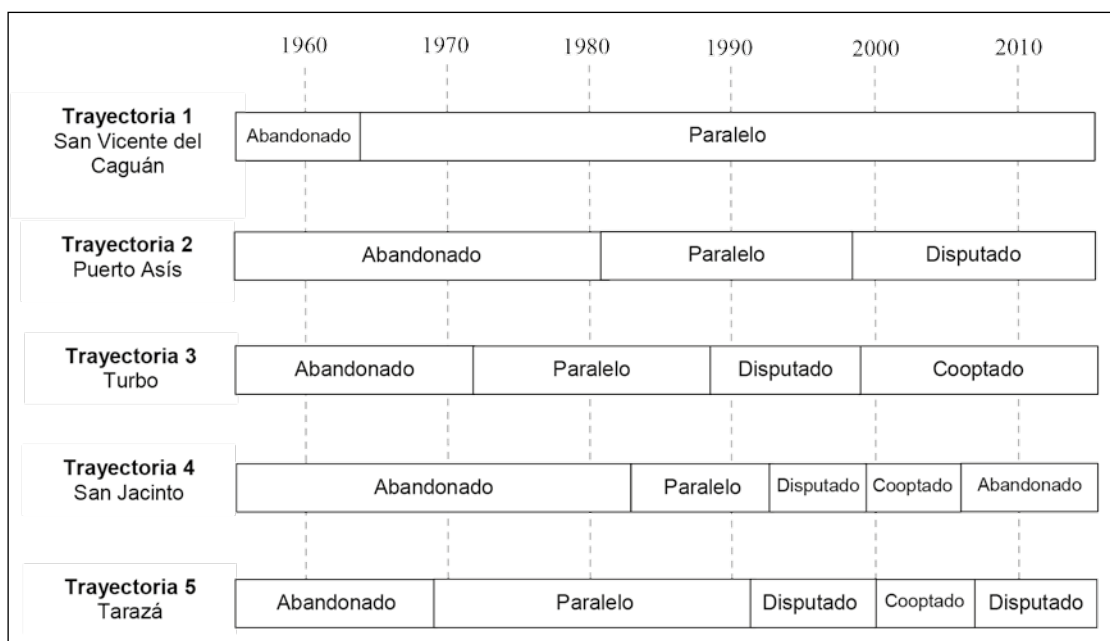 1960 1970 1980 1990 2000 2010
Trayectoria 1
San Vicente del
Caguán
Abandonado Paralelo
Trayectoria 2
Puerto Asís
Abandonado Paralelo Disputado
Trayectoria 3
Turbo
Abandonado Paralelo Disputado Cooptado
Trayectoria 4
San Jacinto
Abandonado Paralelo Disputado Cooptado Abandonado
Trayectoria 5
Tarazá
Abandonado Paralelo Disputado Cooptado Disputado